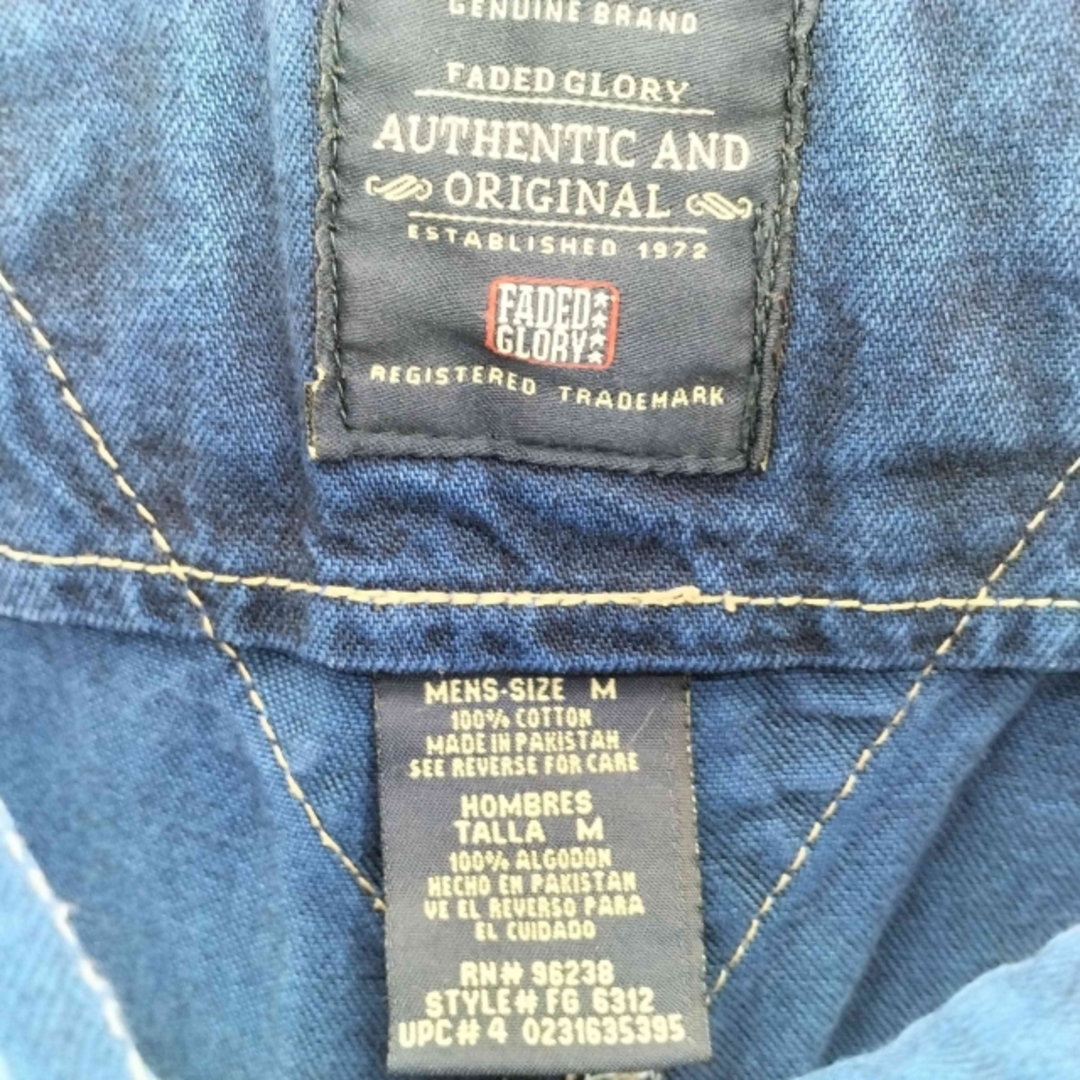 GENUINE BRAND
FADED GLORY
AUTHENTIC AND
ORIGINAL
ESTABLISHED 1972
FADED
GLORY
REGISTERED TRADEMARK
MENS-SIZE M
100% COTTON
MADE IN PAKISTAN
SEE REVERSE FOR CARE
HOMBRES
TALLA M
100% ALGODON
HECHO EN PAKISTAN
VE EL REVERSO PARA
EL CUIDADO
RN# 96238
STYLE# FG 6312
UPC# 4 0231635395